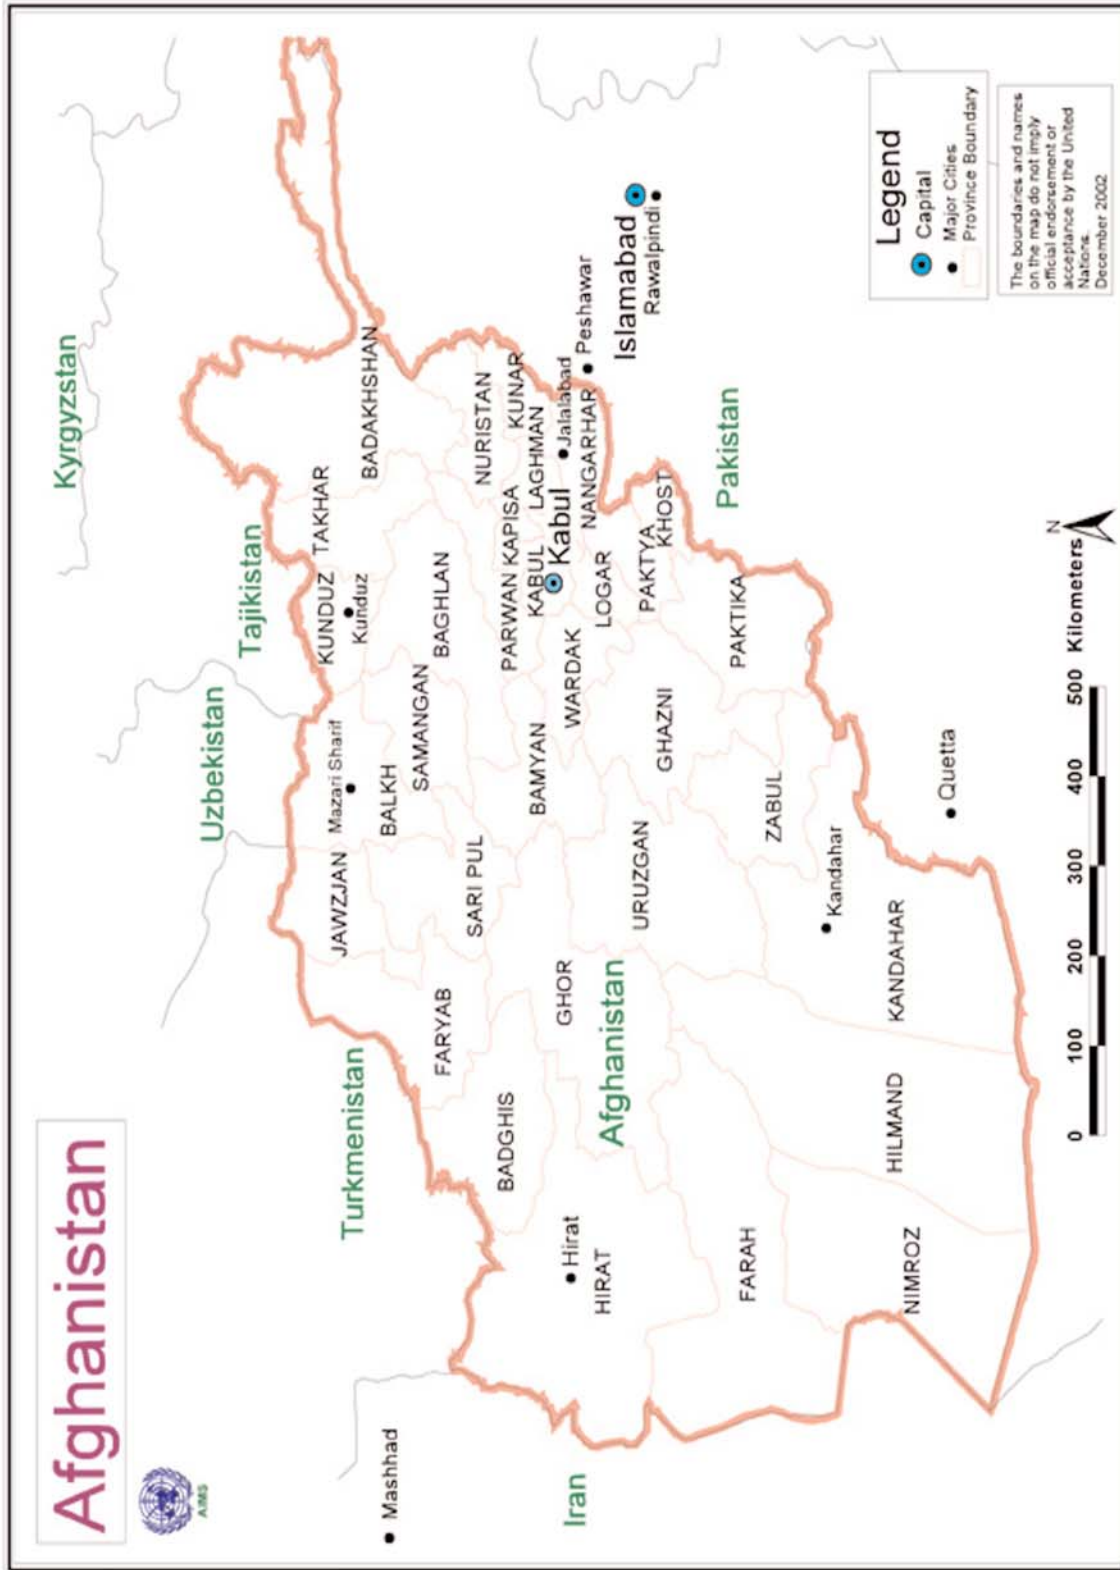 Afghanistan
AIMS
Kyrgyzstan
Tajikistan
Uzbekistan
Turkmenistan
Mashhad
Iran
Afghanistan
Pakistan
BADAKHSHAN
TAKHAR
KUNDUZ
Kunduz
Mazari Sharif
BALKH
JAWZJAN
SAMANGAN
BAGHLAN
NURISTAN
KUNAR
LAGHMAN
KAPISA
PARWAN
KABUL
Kabul
Jalalabad
NANGARHAR
Peshawar
Islamabad
Rawalpindi
SARI PUL
FARYAB
BADGHIS
BAMYAN
WARDAK
LOGAR
PAKTYA
KHOST
GHOR
Hirat
HIRAT
URUZGAN
GHAZNI
PAKTIKA
FARAH
ZABUL
Kandahar
KANDAHAR
HILMAND
NIMROZ
Quetta
Legend
Capital
Major Cities
Province Boundary
The boundaries and names
on the map do not imply
official endorsement or
acceptance by the United
Nations.
December 2002.
N
0 100 200 300 400 500 Kilometers